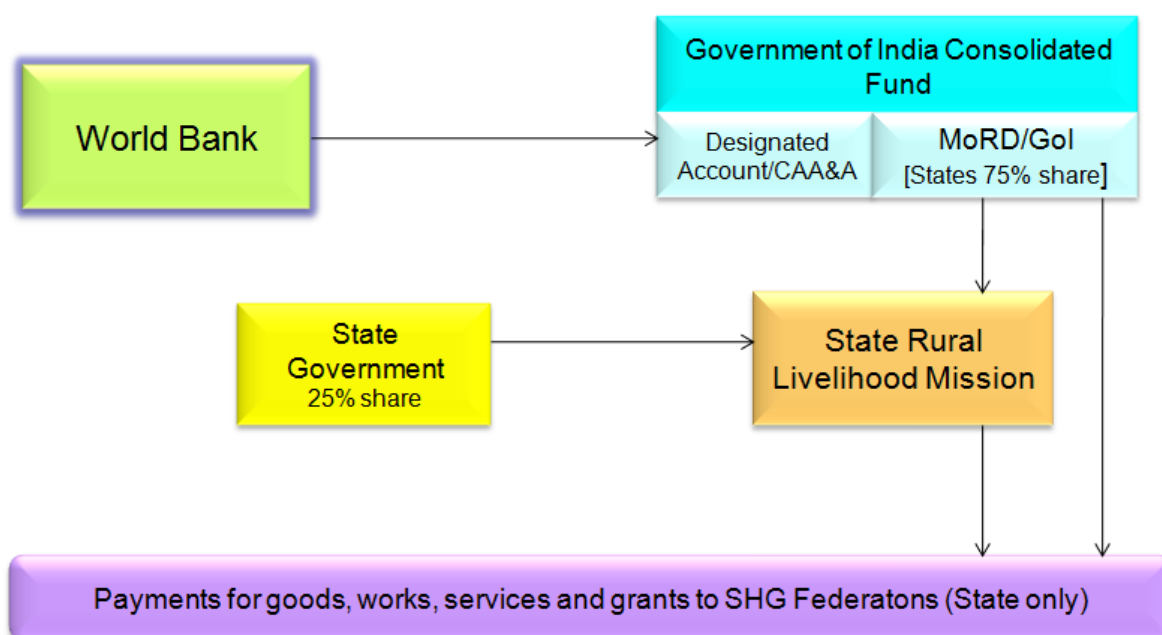 Government of India Consolidated
Fund
World Bank
Designated
Account/CAA&A
MoRD/GoI
[States 75% share]
State
Government
25% share
State Rural
Livelihood Mission
Payments for goods, works, services and grants to SHG Federatons (State only)